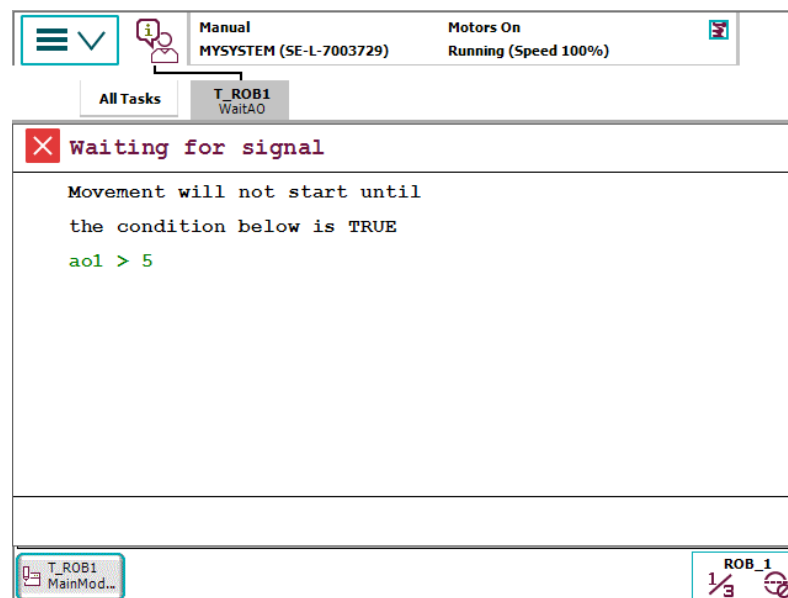 Manual
MYSYSTEM (SE-L-7003729)
Motors On
Running (Speed 100%)
All Tasks
T_ROB1
WaitAO
Waiting for signal
Movement will not start until
the condition below is TRUE
ao1 > 5
T_ROB1
MainMod...
ROB_1
1/3